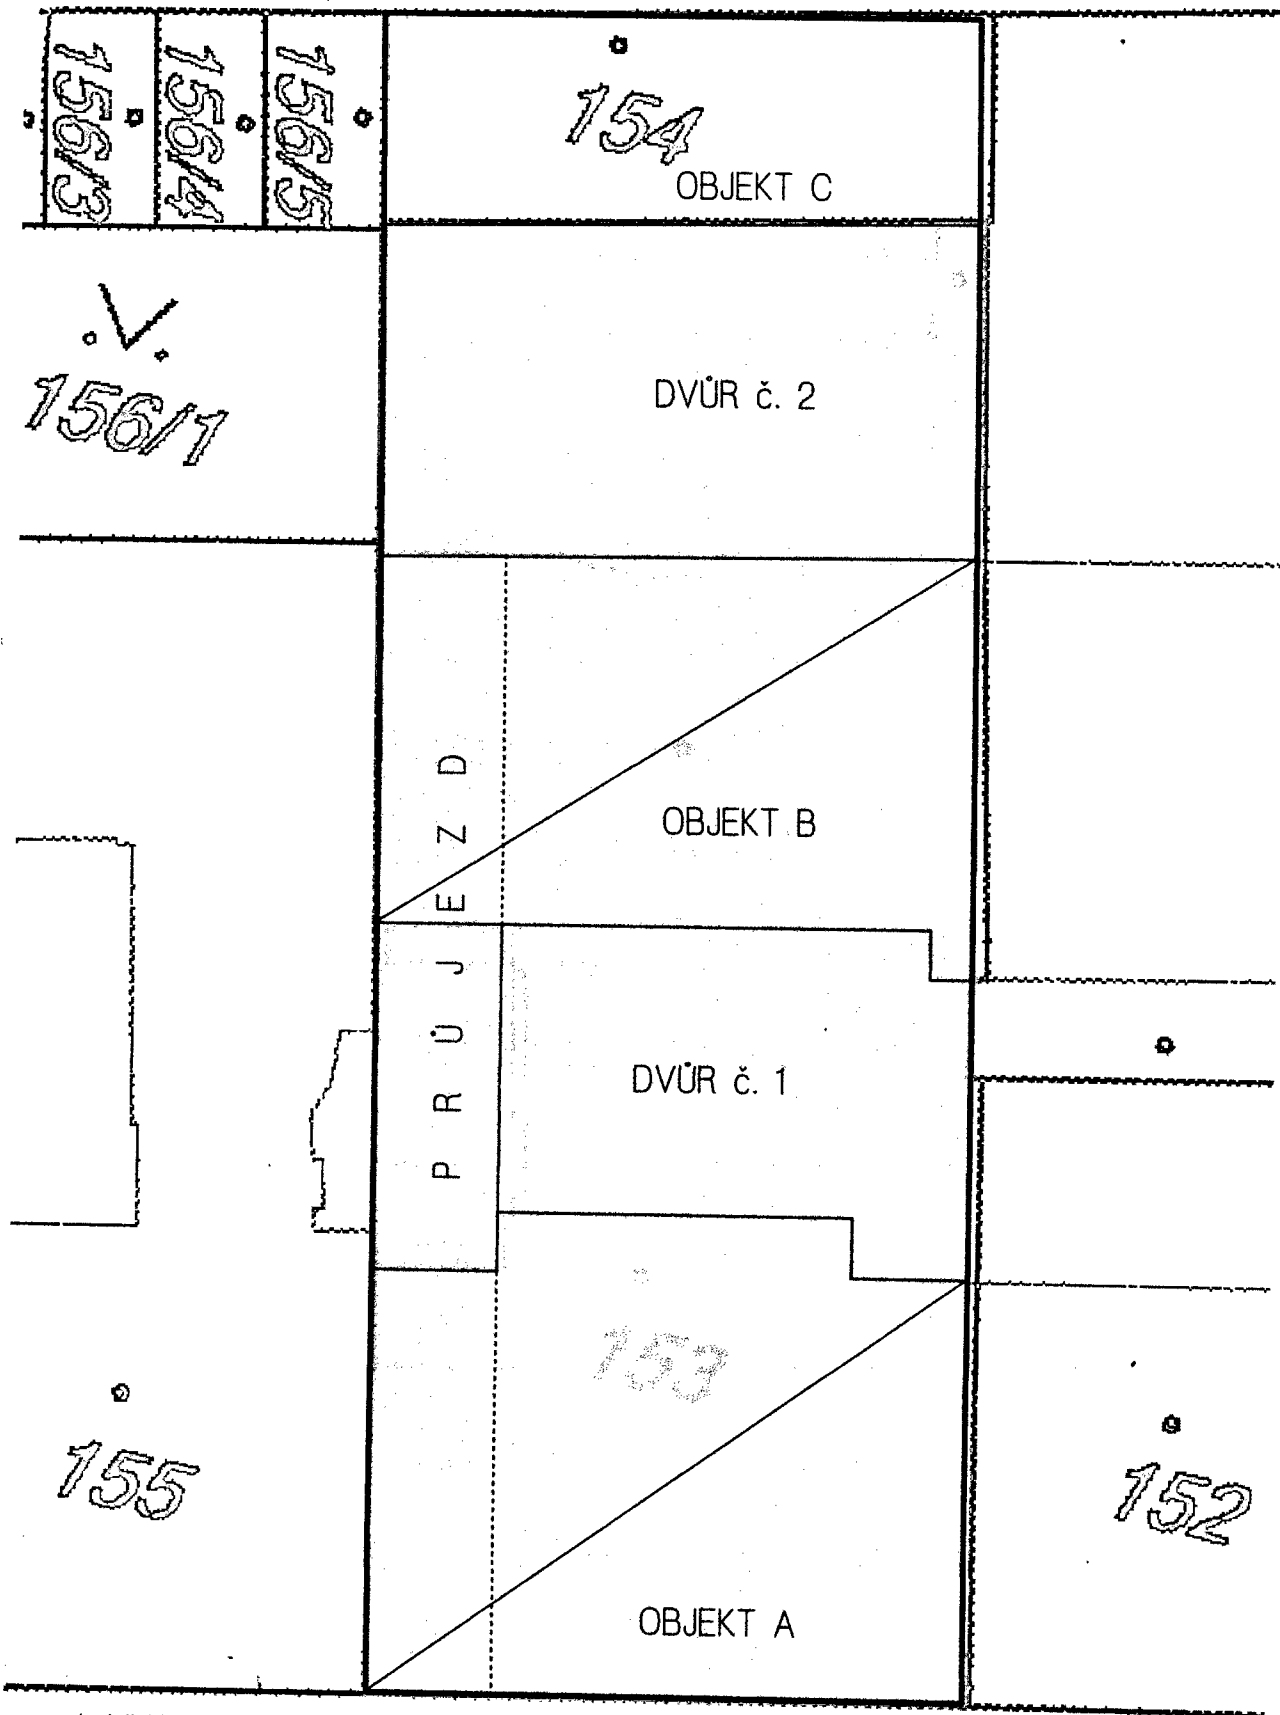 156/3
156/4
156/5
154
OBJEKT C
156/1
DVŮR č. 2
OBJEKT B
PRŮJEZD
DVŮR č. 1
153
155
152
OBJEKT A